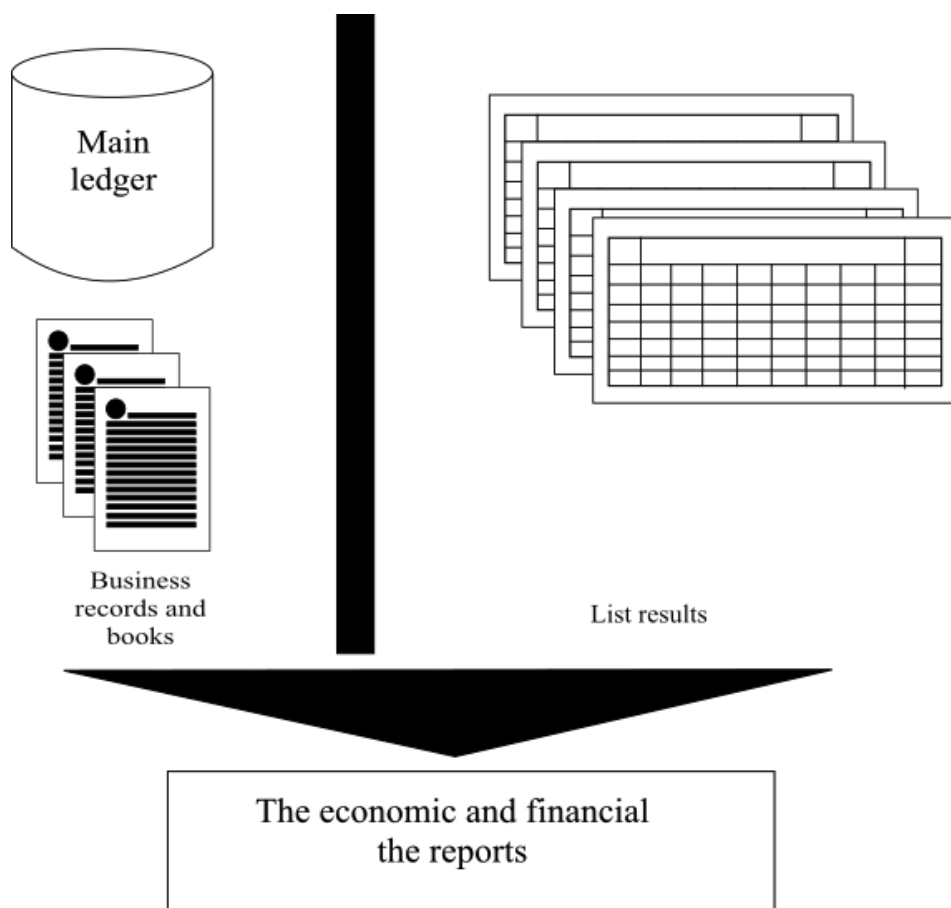 Main
ledger
Business
records and
books
List results
The economic and financial
the reports